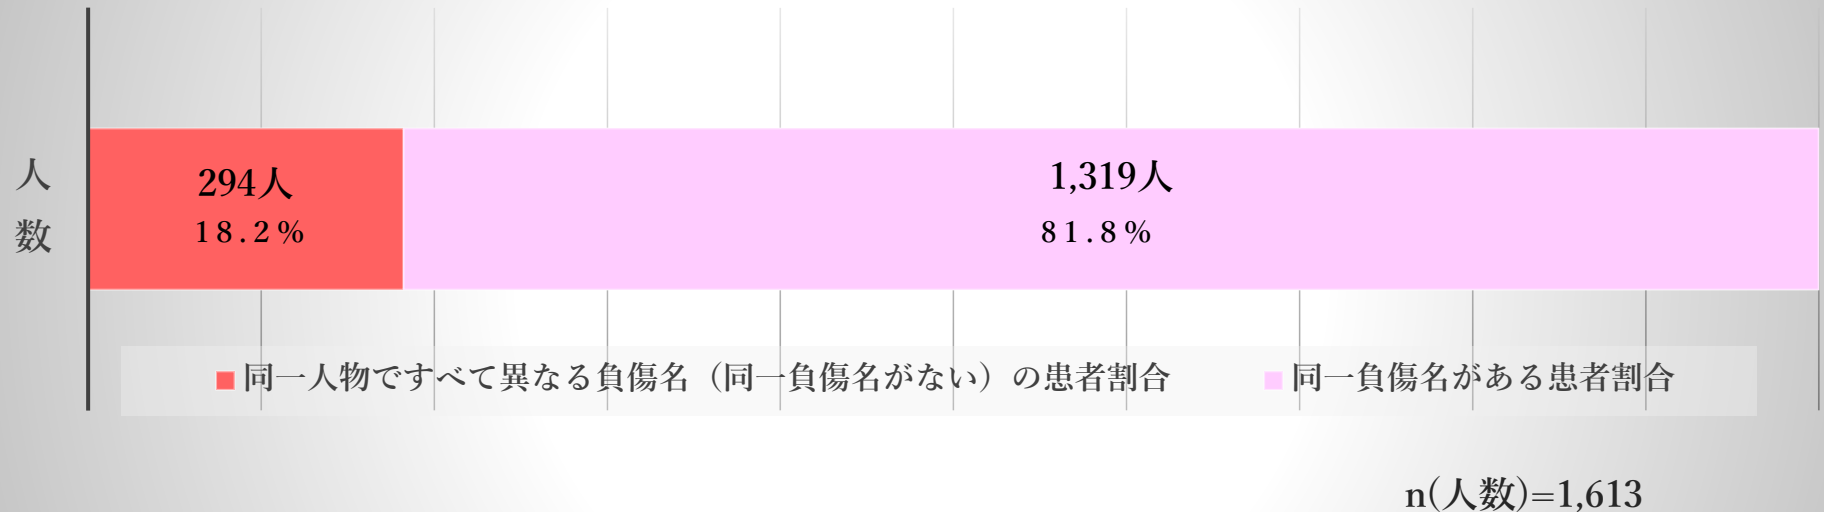 人
数
294人
18.2%
1,319人
81.8%
同一人物ですべて異なる負傷名（同一負傷名がない）の患者割合
同一負傷名がある患者割合
n(人数)=1,613